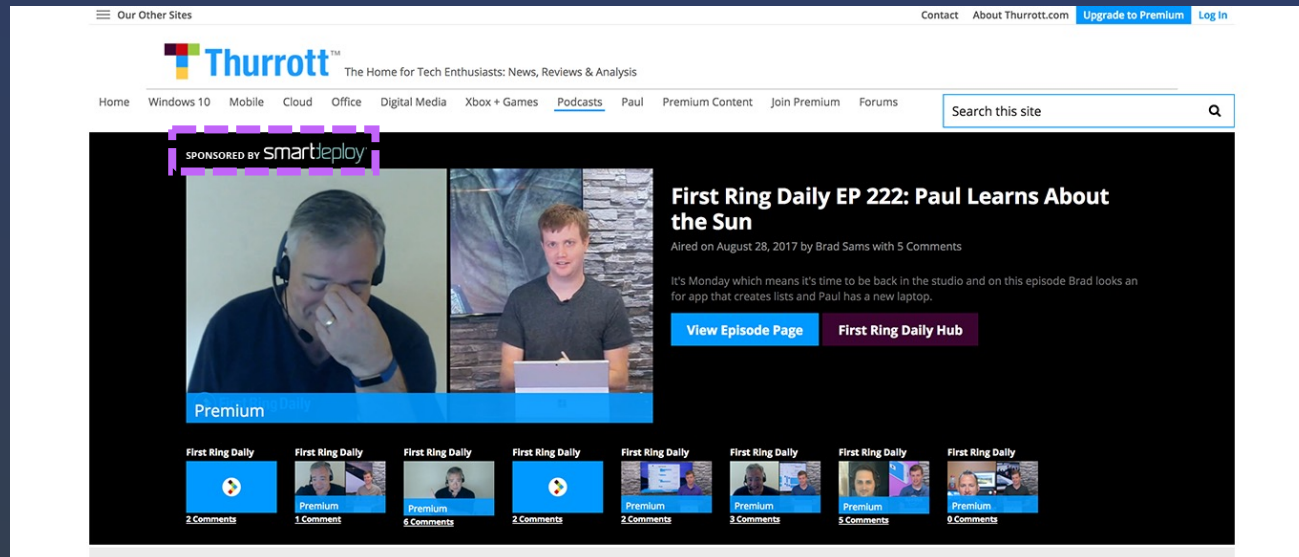 Our Other Sites
Contact About Thurrott.com Upgrade to Premium Log In
Thurrott™
The Home for Tech Enthusiasts: News, Reviews & Analysis
Home Windows 10 Mobile Cloud Office Digital Media Xbox + Games Podcasts Paul Premium Content Join Premium Forums
Search this site
SPONSORED BY smartdeploy
First Ring Daily EP 222: Paul Learns About
the Sun
Aired on August 28, 2017 by Brad Sams with 5 Comments
It's Monday which means it's time to be back in the studio and on this episode Brad looks an
for app that creates lists and Paul has a new laptop.
View Episode Page First Ring Daily Hub
First Ring Daily
Premium
First Ring Daily First Ring Daily First Ring Daily First Ring Daily First Ring Daily First Ring Daily First Ring Daily First Ring Daily
Premium Premium Premium Premium Premium Premium
2 Comments 1 Comment 6 Comments 2 Comments 2 Comments 3 Comments 5 Comments 0 Comments